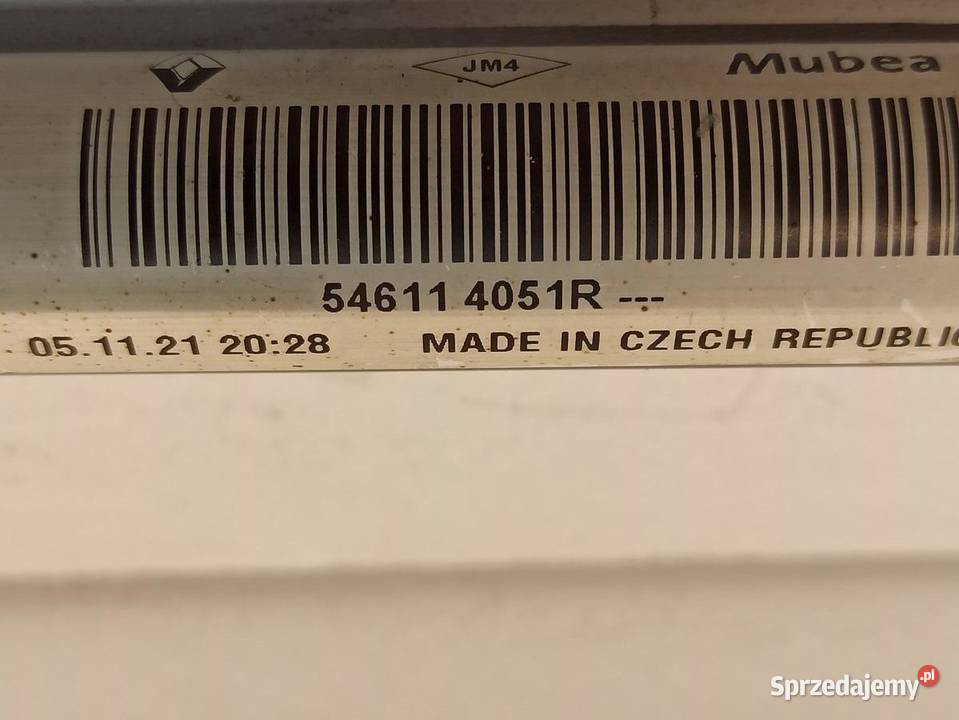 JM4 Mubea
54611 4051R ---
05.11.21 20:28 MADE IN CZECH REPUBLIC
Sprzedajemy.pl